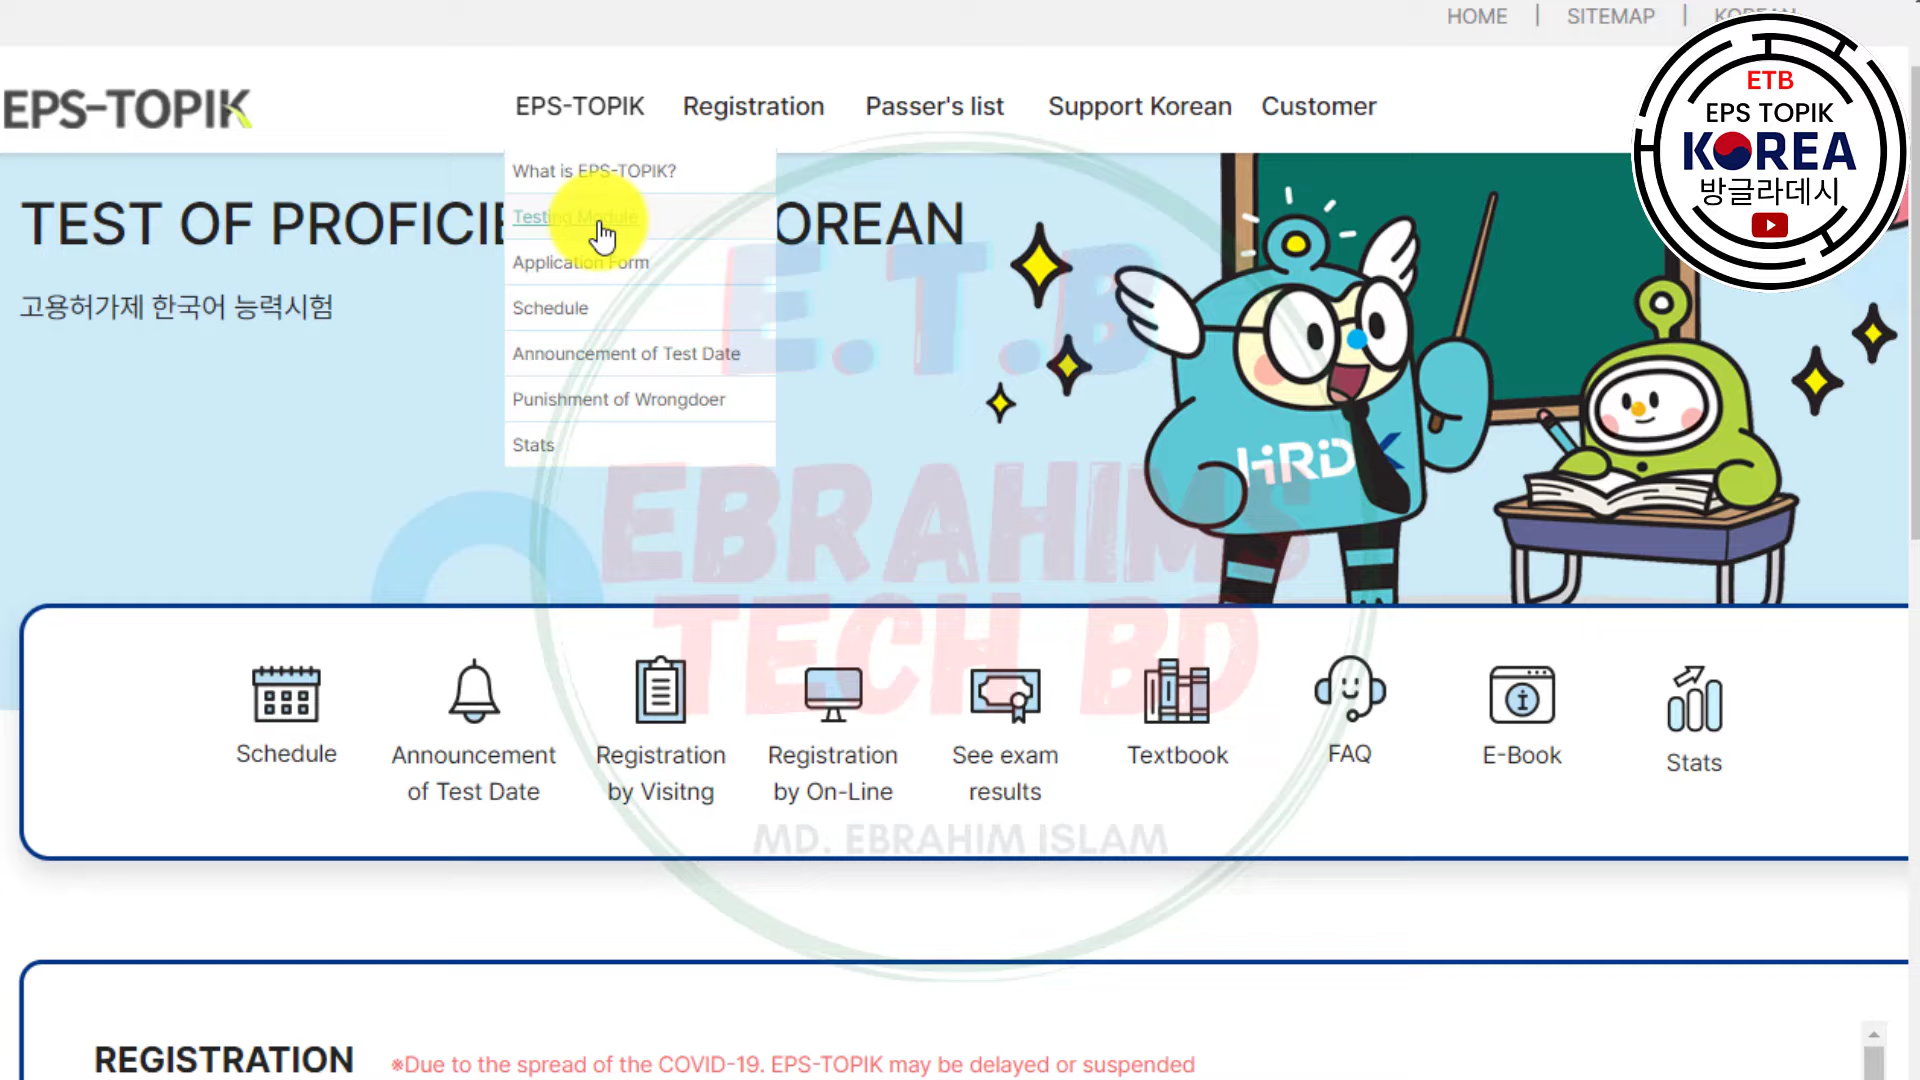 HOME | SITEMAP |
ETB
EPS TOPIK
KOREA
방글라데시
EPS-TOPIK
EPS-TOPIK Registration Passer's list Support Korean Customer
What is EPS-TOPIK?
Testing Module
Application Form
Schedule
Announcement of Test Date
Punishment of Wrongdoer
Stats
TEST OF PROFICIE OREAN
고용허가제 한국어 능력시험
HRDK
E.T.B
EBRAHIMS
TECH BD
MD. EBRAHIM ISLAM
Schedule
Announcement
of Test Date
Registration
by Visitng
Registration
by On-Line
See exam
results
Textbook
FAQ
E-Book
Stats
REGISTRATION
※Due to the spread of the COVID-19. EPS-TOPIK may be delayed or suspended